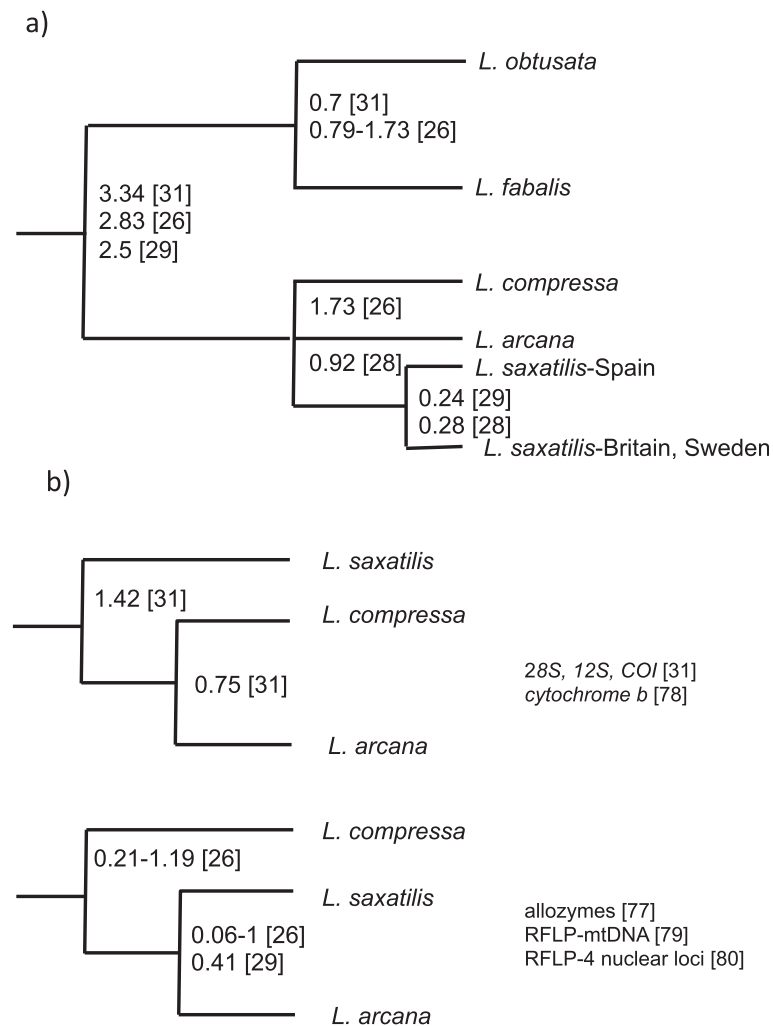 a)
L. obtusata
0.7 [31]
0.79-1.73 [26]
L. fabalis
3.34 [31]
2.83 [26]
2.5 [29]
L. compressa
1.73 [26]
L. arcana
0.92 [28]
L. saxatilis-Spain
0.24 [29]
0.28 [28]
L. saxatilis-Britain, Sweden
b)
L. saxatilis
1.42 [31]
L. compressa
0.75 [31]
L. arcana
28S, 12S, COI [31]
cytochrome b [78]
L. compressa
0.21-1.19 [26]
L. saxatilis
0.06-1 [26]
0.41 [29]
L. arcana
allozymes [77]
RFLP-mtDNA [79]
RFLP-4 nuclear loci [80]